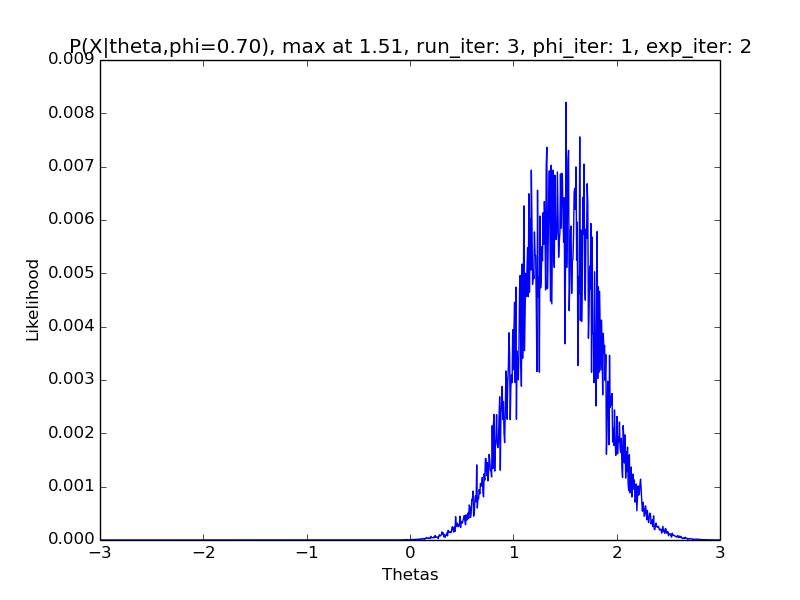 P(X|theta,phi=0.70), max at 1.51, run_iter: 3, phi_iter: 1, exp_iter: 2
0.009
0.008
0.007
0.006
0.005
0.004
0.003
0.002
0.001
0.000
Likelihood
−3 −2 −1 0 1 2 3
Thetas